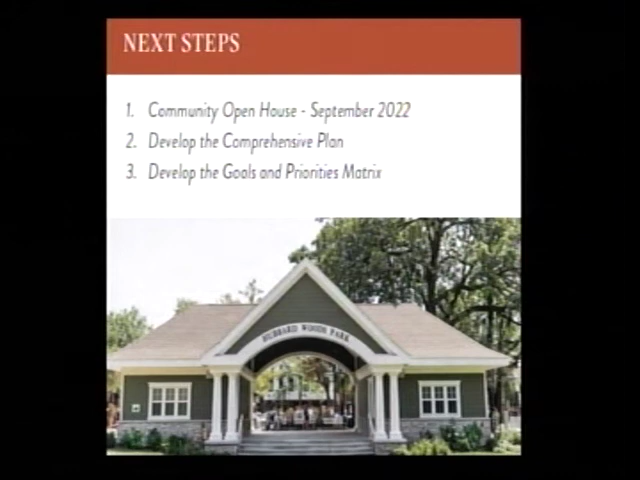 NEXT STEPS
1. Community Open House - September 2022
2. Develop the Comprehensive Plan
3. Develop the Goals and Priorities Matrix
HUBBARD WOODS PARK